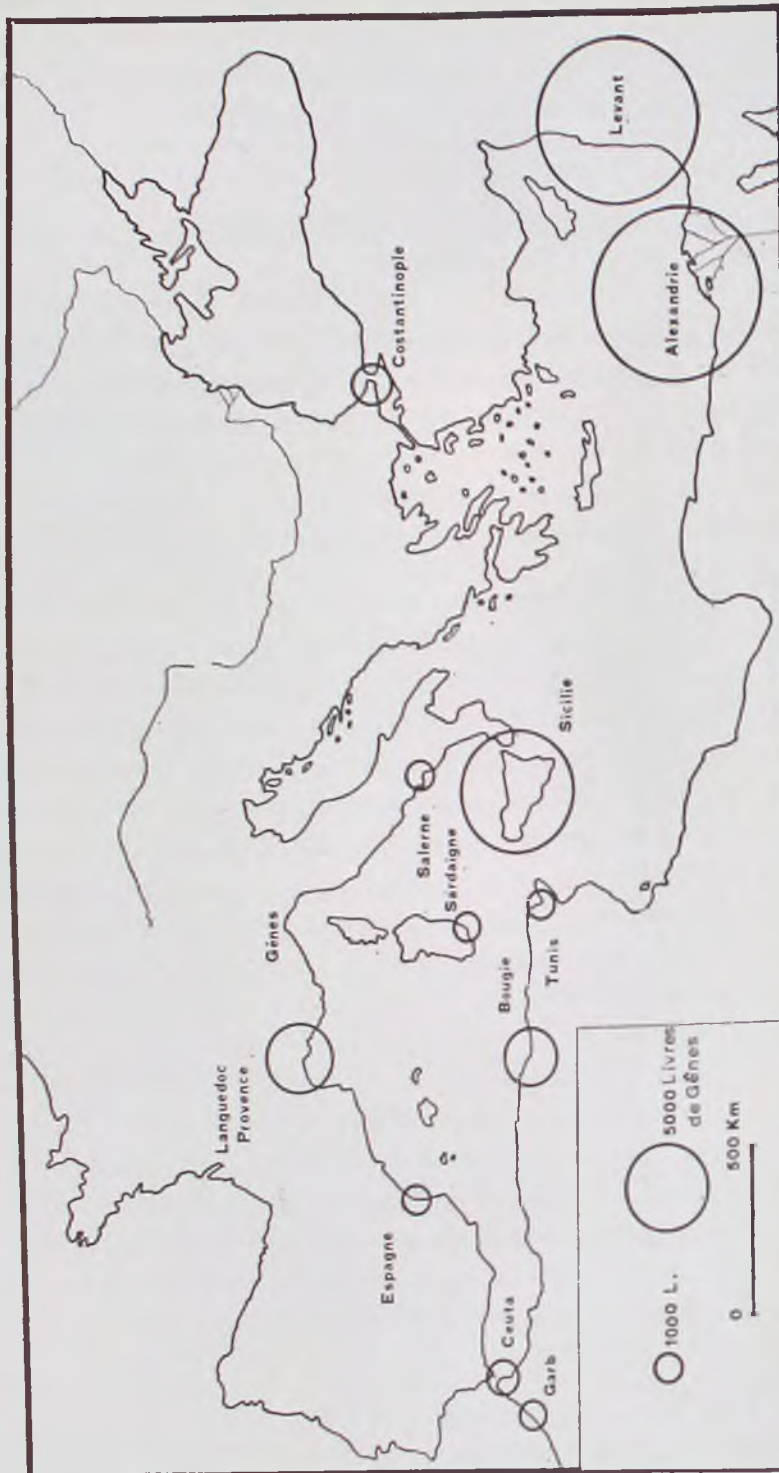 Languedoc
Provence
Gênes
Costantinople
Levant
Alexandrie
Espagne
Salerne
Sardaigne
Sicilie
Bougie
Tunis
Ceuta
Garb
1000 L.
5000 Livres
de Gênes
0
500 Km